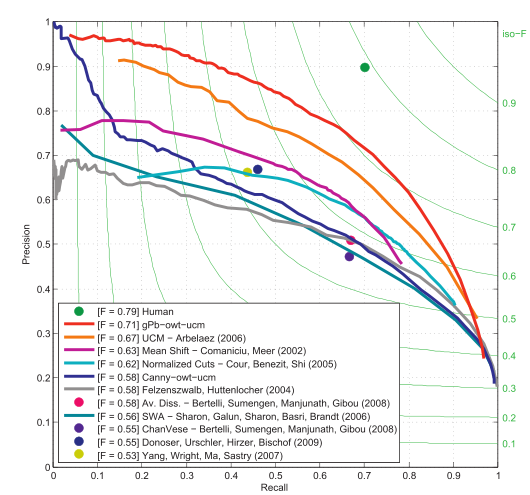 iso-F
1
0.9
0.8
0.7
0.6
0.5
0.4
0.3
0.2
0.1
0
Precision
0.9
0.8
0.7
0.6
0.5
0.4
0.3
0.2
0.1
[F = 0.79] Human
[F = 0.71] gPb−owt−ucm
[F = 0.67] UCM − Arbelaez (2006)
[F = 0.63] Mean Shift − Comaniciu, Meer (2002)
[F = 0.62] Normalized Cuts − Cour, Benezit, Shi (2005)
[F = 0.58] Canny−owt−ucm
[F = 0.58] Felzenszwalb, Huttenlocher (2004)
[F = 0.58] Av. Diss. − Bertelli, Sumengen, Manjunath, Gibou (2008)
[F = 0.56] SWA − Sharon, Galun, Sharon, Basri, Brandt (2006)
[F = 0.55] ChanVese − Bertelli, Sumengen, Manjunath, Gibou (2008)
[F = 0.55] Donoser, Urschler, Hirzer, Bischof (2009)
[F = 0.53] Yang, Wright, Ma, Sastry (2007)
0 0.1 0.2 0.3 0.4 0.5 0.6 0.7 0.8 0.9 1
Recall